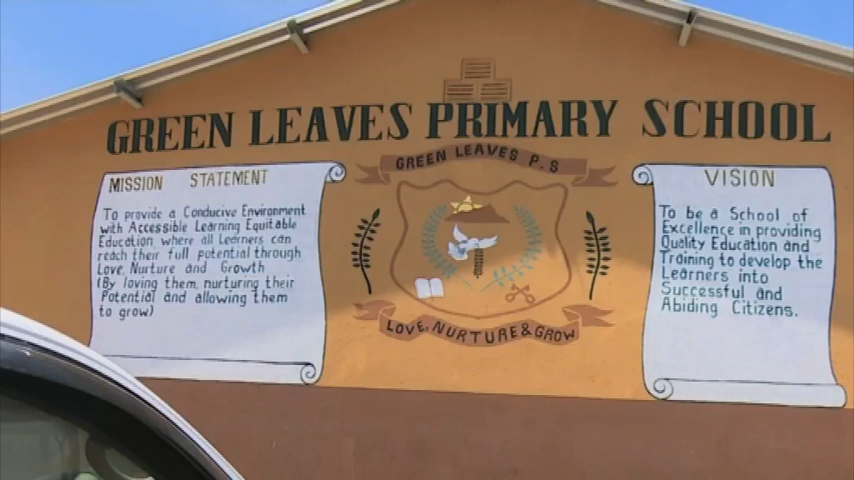 GREEN LEAVES PRIMARY SCHOOL
MISSION STATEMENT
To provide a Conducive Environment
with Accessible Learning Equitable
Education where all Learners can
reach their full potential through
Love, Nurture and Growth
(By loving them, nurturing their
Potential and allowing them
to grow)
GREEN LEAVES P.S
LOVE, NURTURE & GROW
VISION
To be a School of
Excellence in providing
Quality Education and
Training to develop the
Learners into
Successful and
Abiding Citizens.